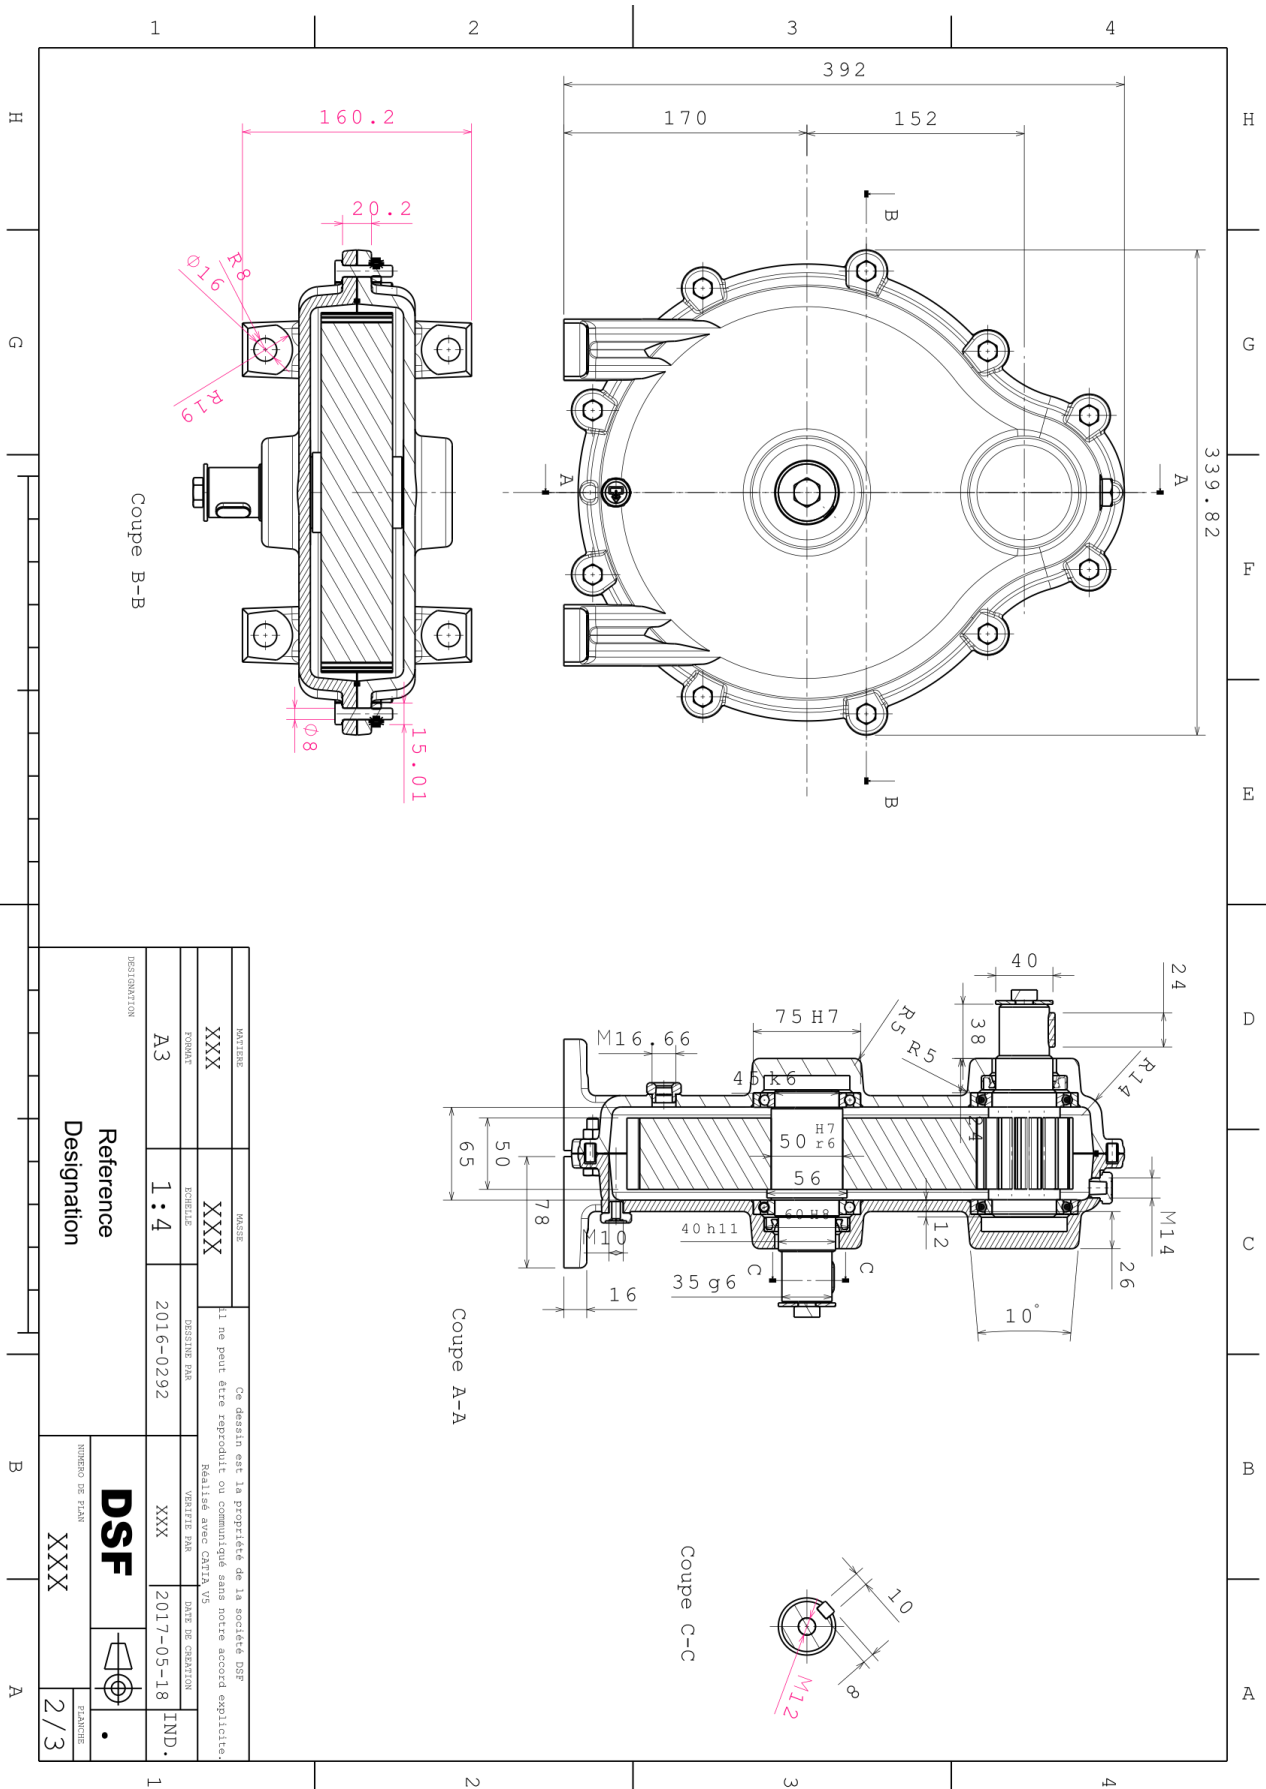 1
2
3
4
H
H
G
G
F
E
D
C
B
B
A
A
1
2
3
4
392
170
152
339.82
B
B
A
A
160.2
20.2
R8
Ø16
R19
Ø8
15.01
Coupe B-B
40
24
38
75 H7
R5
R5
R14
M16
66
45 k6
24
H7
50 r6
56
60 H8
50
65
78
M10
40 h11
35 g6
C
C
12
M14
26
16
10°
Coupe A-A
10
8
M12
Coupe C-C
MATIERE
XXX
MASSE
XXX
Ce dessin est la propriété de la société DSF
il ne peut être reproduit ou communiqué sans notre accord explicite.
Réalisé avec CATIA V5
FORMAT
A3
ECHELLE
1:4
DESSINE PAR
2016-0292
VERIFIE PAR
XXX
DATE DE CREATION
2017-05-18
IND.
.
DESIGNATION
Reference
Designation
DSF
NUMERO DE PLAN
XXX
PLANCHE
2/3